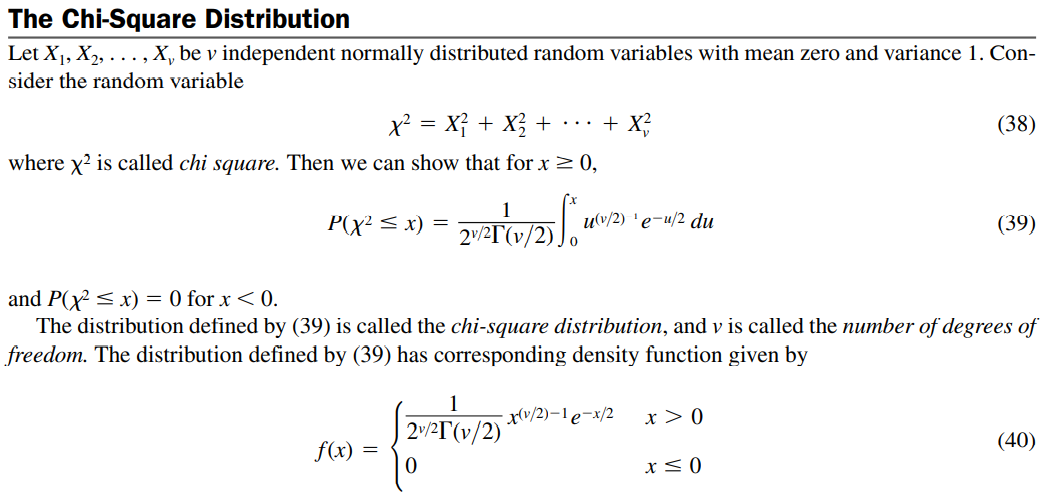 The Chi-Square Distribution
Let X₁, X₂, . . . , Xᵥ be v independent normally distributed random variables with mean zero and variance 1. Con-
sider the random variable
χ² = X₁² + X₂² + · · · + Xᵥ² (38)
where χ² is called chi square. Then we can show that for x ≥ 0,
P(χ² ≤ x) = 1/(2^(v/2)Γ(v/2)) ∫₀ˣ u^((v/2) 1) e^(−u/2) du (39)
and P(χ² ≤ x) = 0 for x < 0.
The distribution defined by (39) is called the chi-square distribution, and v is called the number of degrees of
freedom. The distribution defined by (39) has corresponding density function given by
f(x) = { 1/(2^(v/2)Γ(v/2)) x^((v/2)−1) e^(−x/2) x > 0
0 x ≤ 0 (40)